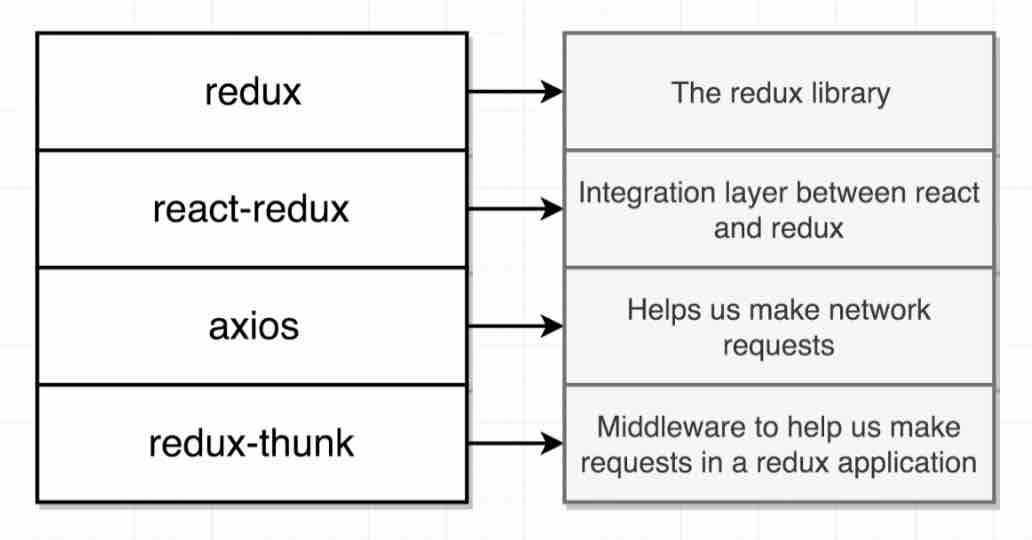 redux
The redux library
react-redux
Integration layer between react
and redux
axios
Helps us make network
requests
redux-thunk
Middleware to help us make
requests in a redux application